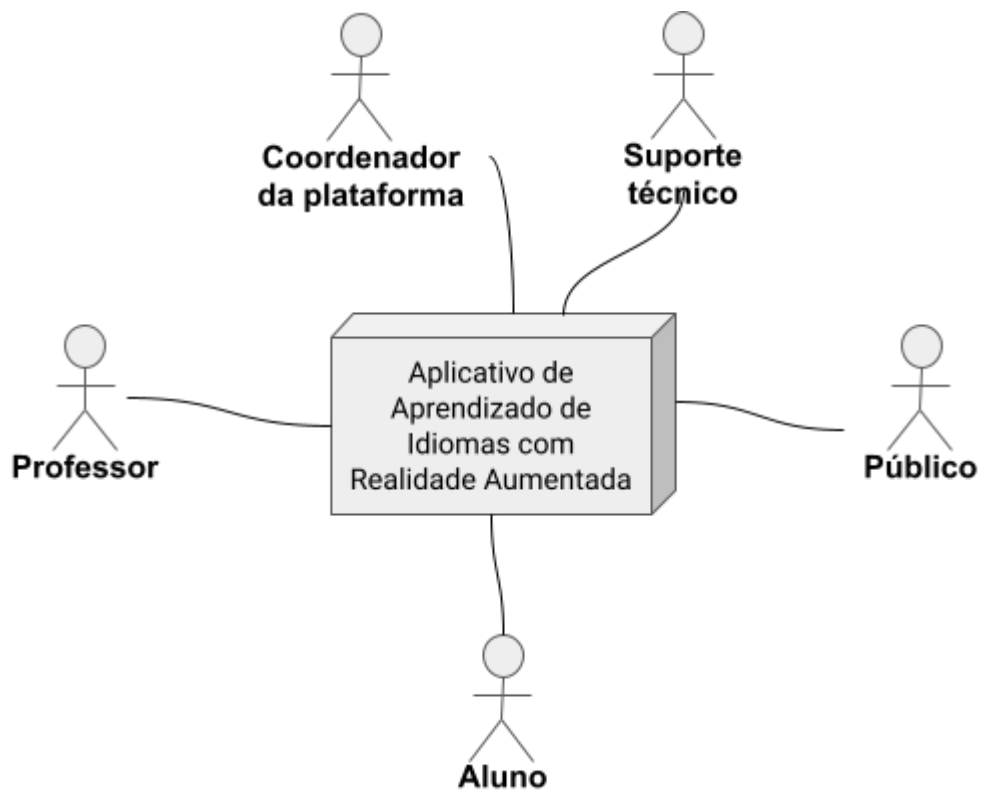 Coordenador
da plataforma
Suporte
técnico
Aplicativo de
Aprendizado de
Idiomas com
Realidade Aumentada
Professor
Público
Aluno